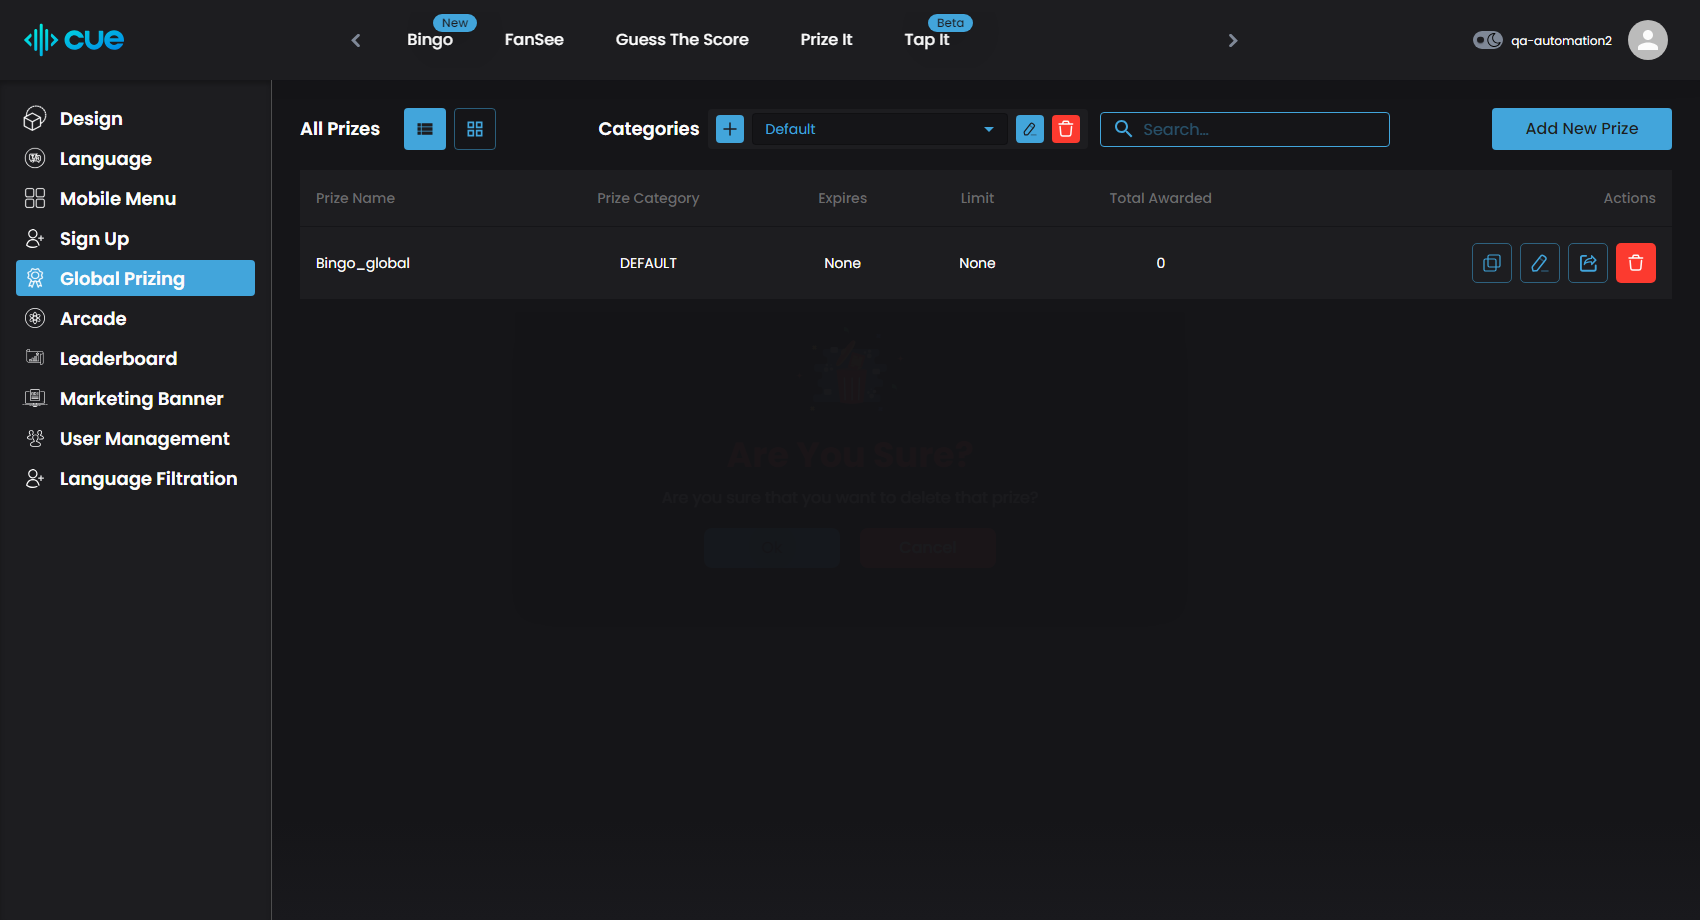 cue
Bingo New
FanSee
Guess The Score
Prize It
Tap It Beta
qa-automation2
Design
Language
Mobile Menu
Sign Up
Global Prizing
Arcade
Leaderboard
Marketing Banner
User Management
Language Filtration
All Prizes
Categories
Default
Search...
Add New Prize
Prize Name Prize Category Expires Limit Total Awarded Actions
Bingo_global DEFAULT None None 0
Are You Sure?
Are you sure that you want to delete that prize?
Cancel